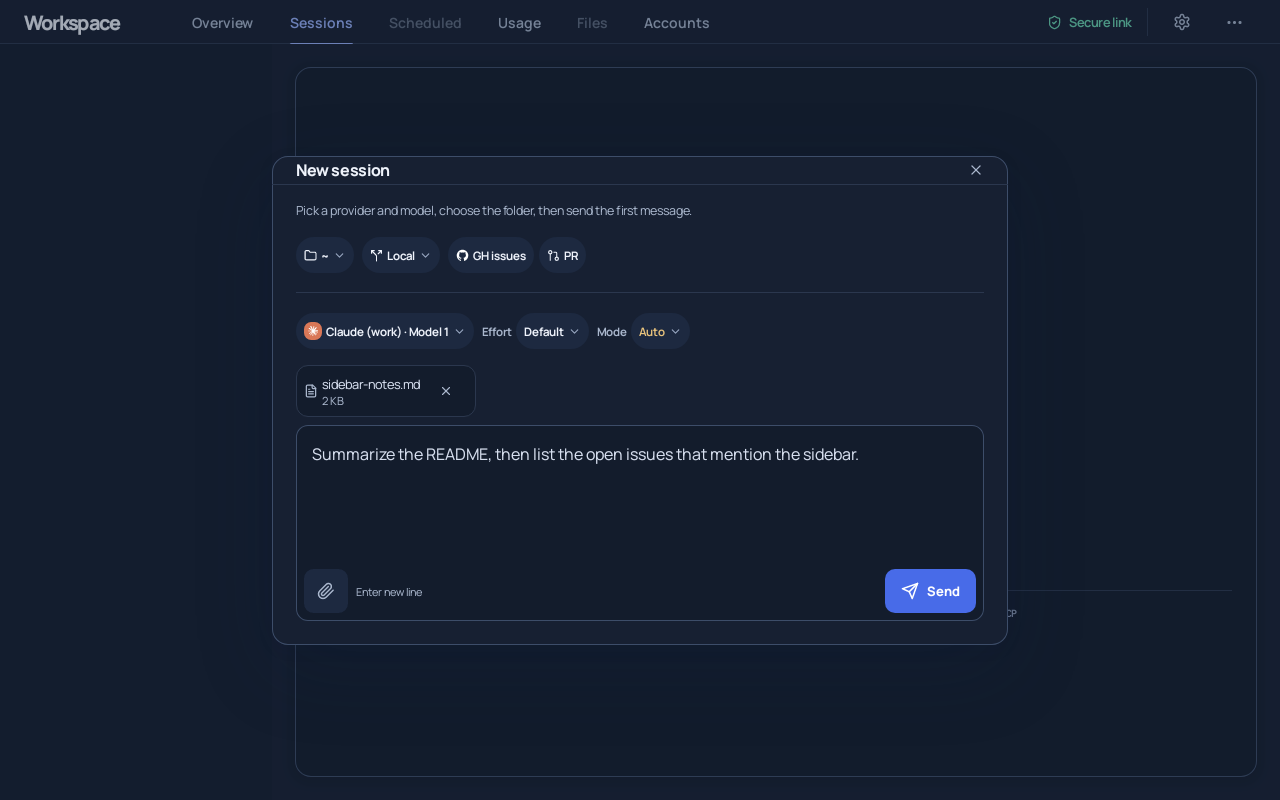 Workspace
Overview
Sessions
Scheduled
Usage
Files
Accounts
Secure link
New session
Pick a provider and model, choose the folder, then send the first message.
~
Local
GH issues
PR
Claude (work) · Model 1
Effort
Default
Mode
Auto
sidebar-notes.md
2 KB
Summarize the README, then list the open issues that mention the sidebar.
Enter new line
Send